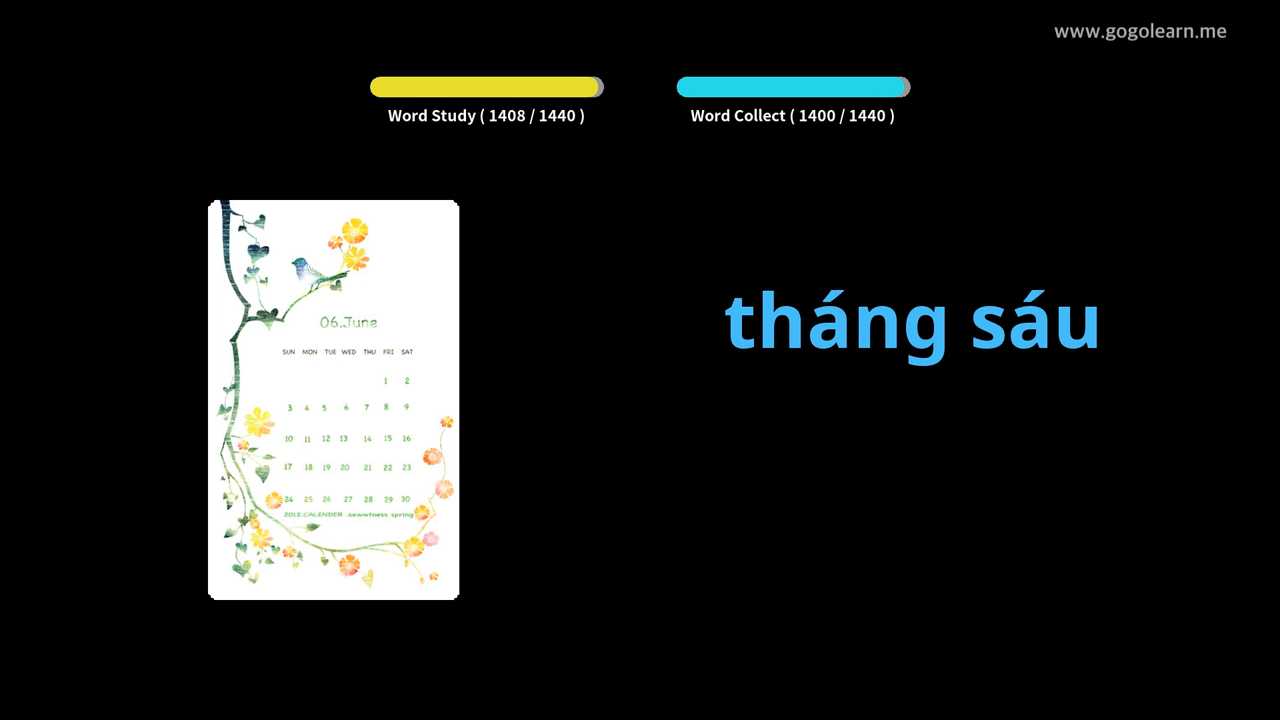 www.gogolearn.me
Word Study ( 1408 / 1440 )
Word Collect ( 1400 / 1440 )
06.June
SUN MON TUE WED THU FRI SAT
1 2
3 4 5 6 7 8 9
10 11 12 13 14 15 16
17 18 19 20 21 22 23
24 25 26 27 28 29 30
2012.CALENDER .sewwtness spring
tháng sáu